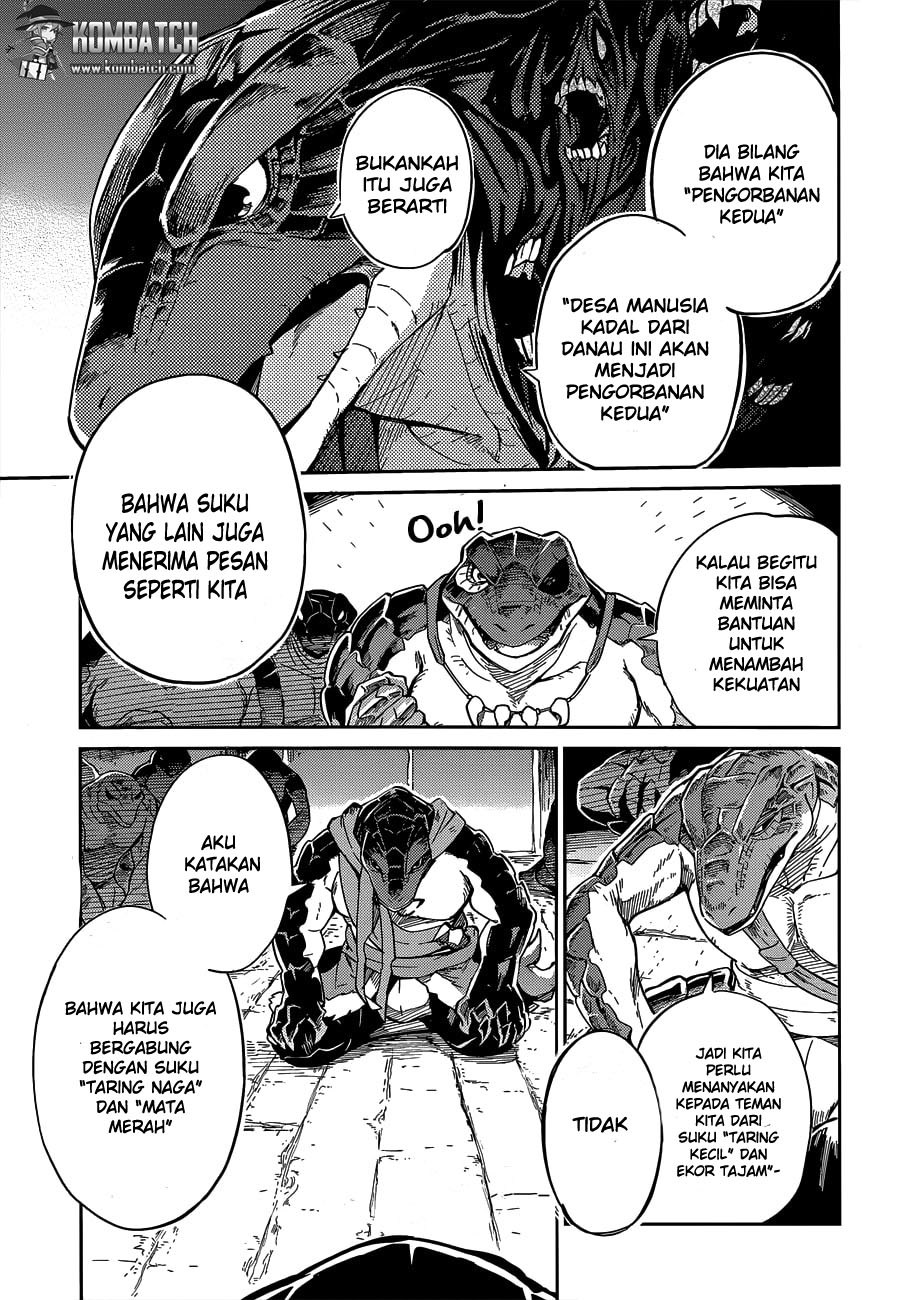 KOMBATCH
www.kombatch.com
DIA BILANG
BAHWA KITA
"PENGORBANAN
KEDUA"
"DESA MANUSIA
KADAL DARI
DANAU INI AKAN
MENJADI
PENGORBANAN
KEDUA"
BUKANKAH
ITU JUGA
BERARTI
BAHWA SUKU
YANG LAIN JUGA
MENERIMA PESAN
SEPERTI KITA
Ooh!
KALAU BEGITU
KITA BISA
MEMINTA
BANTUAN
UNTUK
MENAMBAH
KEKUATAN
JADI KITA
PERLU
MENANYAKAN
KEPADA TEMAN
KITA DARI
SUKU "TARING
KECIL" DAN
EKOR TAJAM"-
TIDAK
AKU
KATAKAN
BAHWA
BAHWA KITA JUGA
HARUS
BERGABUNG
DENGAN SUKU
"TARING NAGA"
DAN "MATA
MERAH"